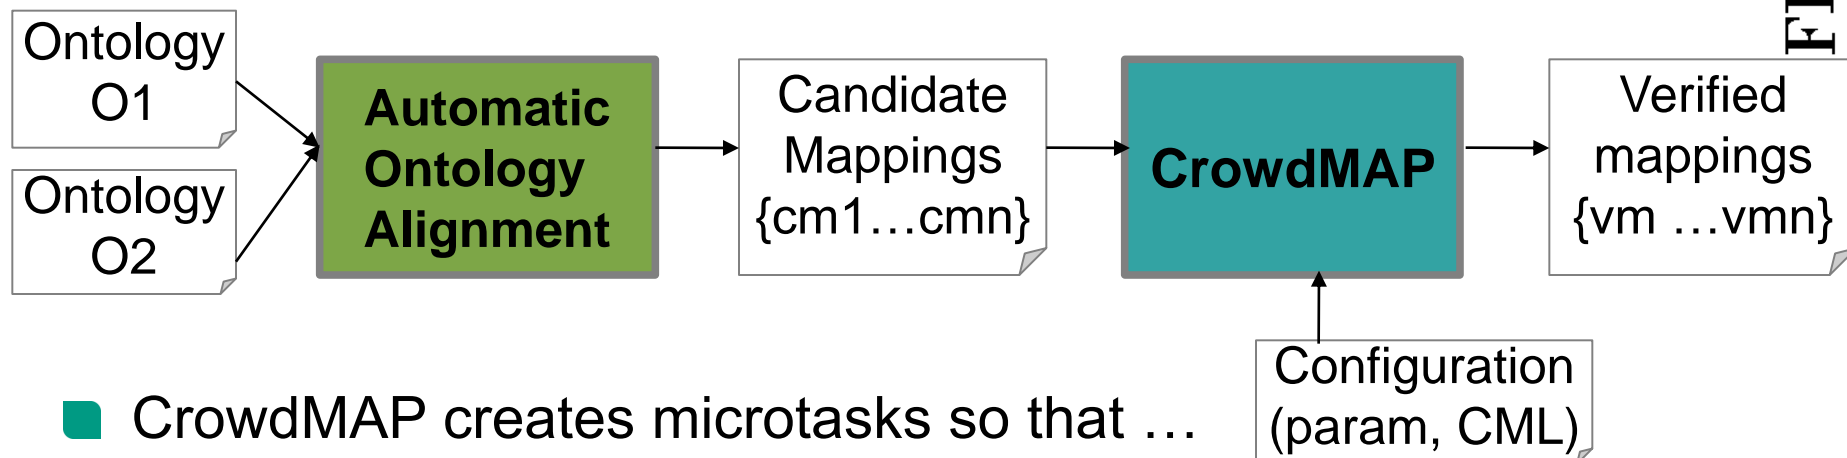 Ontology
O1
Ontology
O2
Automatic
Ontology
Alignment
Candidate
Mappings
{cm1…cmn}
CrowdMAP
Verified
mappings
{vm …vmn}
Configuration
(param, CML)
CrowdMAP creates microtasks so that …